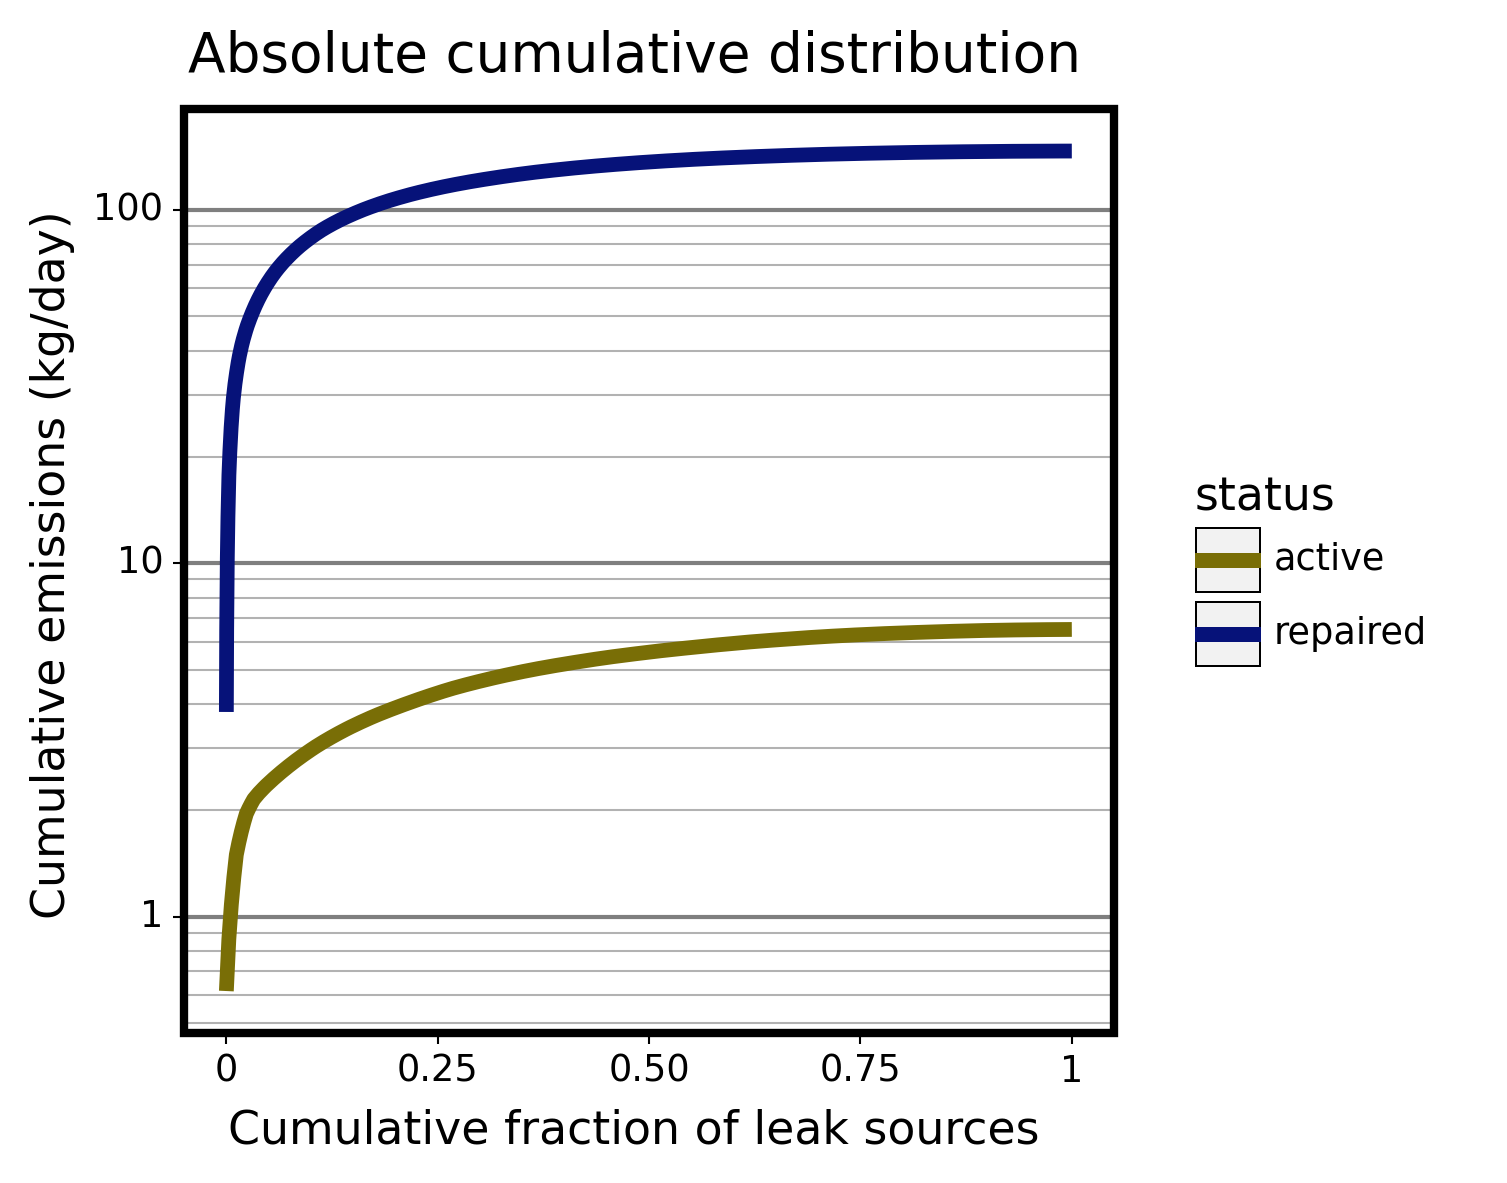 Absolute cumulative distribution
Cumulative emissions (kg/day)
100
10
1
0 0.25 0.50 0.75 1
Cumulative fraction of leak sources
status
active
repaired